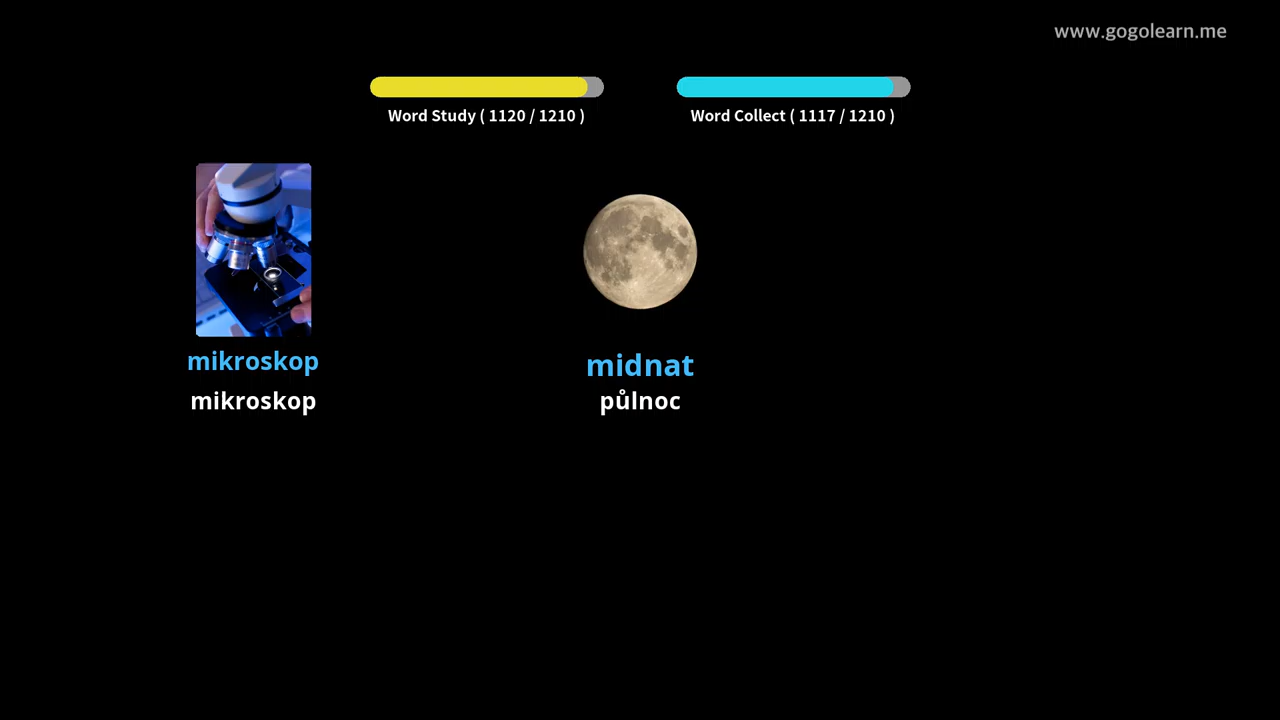 www.gogolearn.me
Word Study ( 1120 / 1210 )
Word Collect ( 1117 / 1210 )
mikroskop
mikroskop
midnat
půlnoc